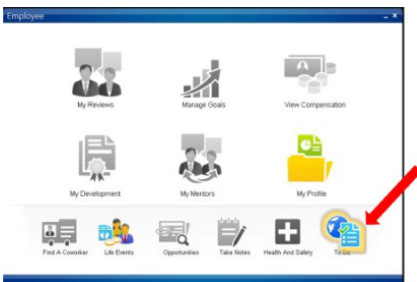 Employee
My Reviews Manage Goals View Compensation
My Development My Mentors My Profile
Find A Coworker Life Events Opportunities Take Notes Health And Safety To Do